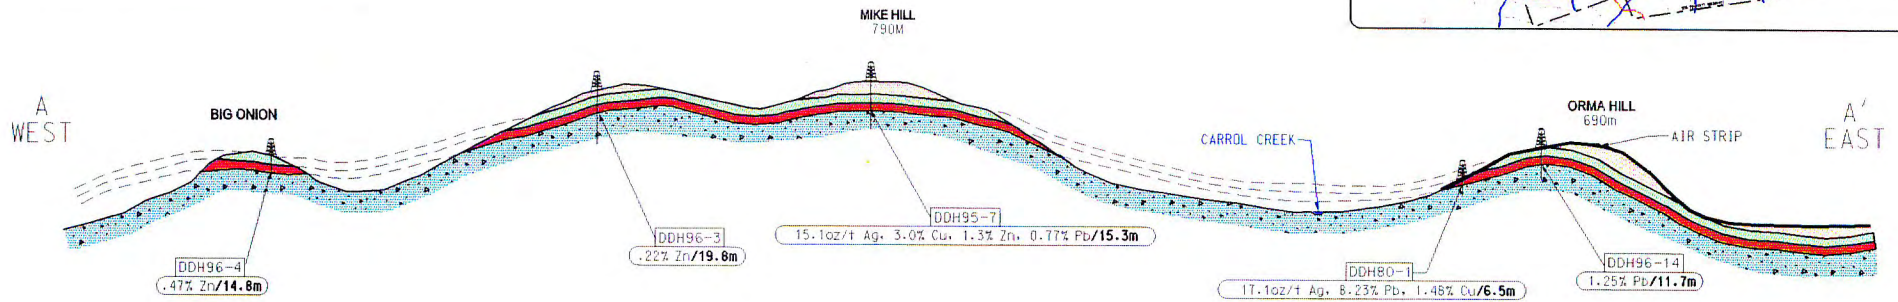 MIKE HILL
790M
A
WEST
BIG ONION
ORMA HILL
690m
AIR STRIP
A'
EAST
CARROL CREEK
DDH96-4
.47% Zn/14.8m
DDH96-3
.22% Zn/19.8m
DDH95-7
15.1oz/t Ag, 3.0% Cu, 1.3% Zn, 0.77% Pb/15.3m
DDH80-1
17.1oz/t Ag, 8.23% Pb, 1.48% Cu/6.5m
DDH96-14
1.25% Pb/11.7m